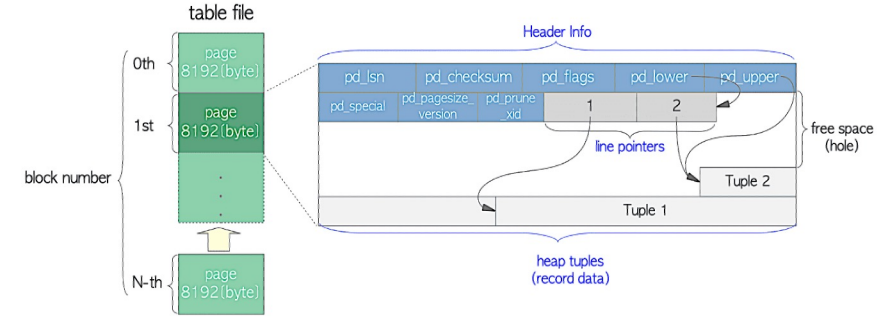 table file
Header Info
0th
page
8192[byte]
pd_lsn
pd_checksum
pd_flags
pd_lower
pd_upper
1st
page
8192[byte]
pd_special
pd_pagesize_
version
pd_prune
_xid
1
2
line pointers
free space
(hole)
block number
Tuple 2
Tuple 1
heap tuples
(record data)
N-th
page
8192[byte]